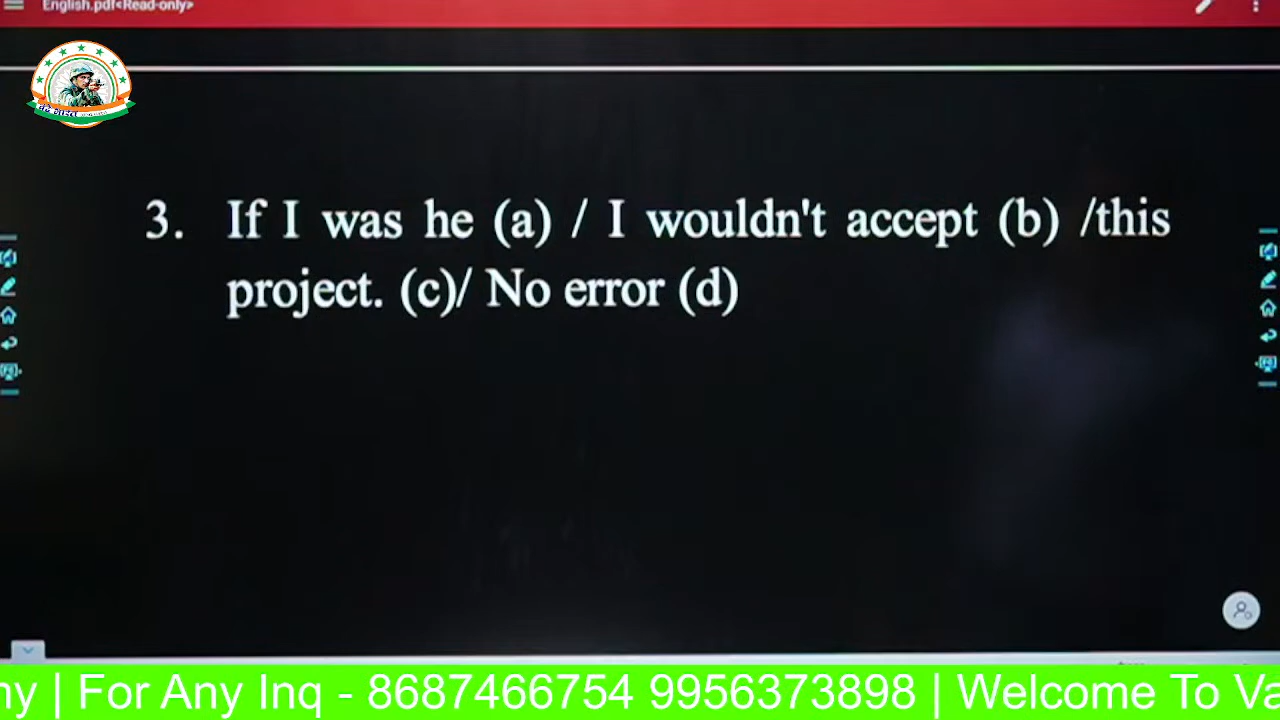 English.pdf<Read-only>
वंदे भारत
3. If I was he (a) / I wouldn't accept (b) /this
project. (c)/ No error (d)
ny | For Any Inq - 8687466754 9956373898 | Welcome To Va